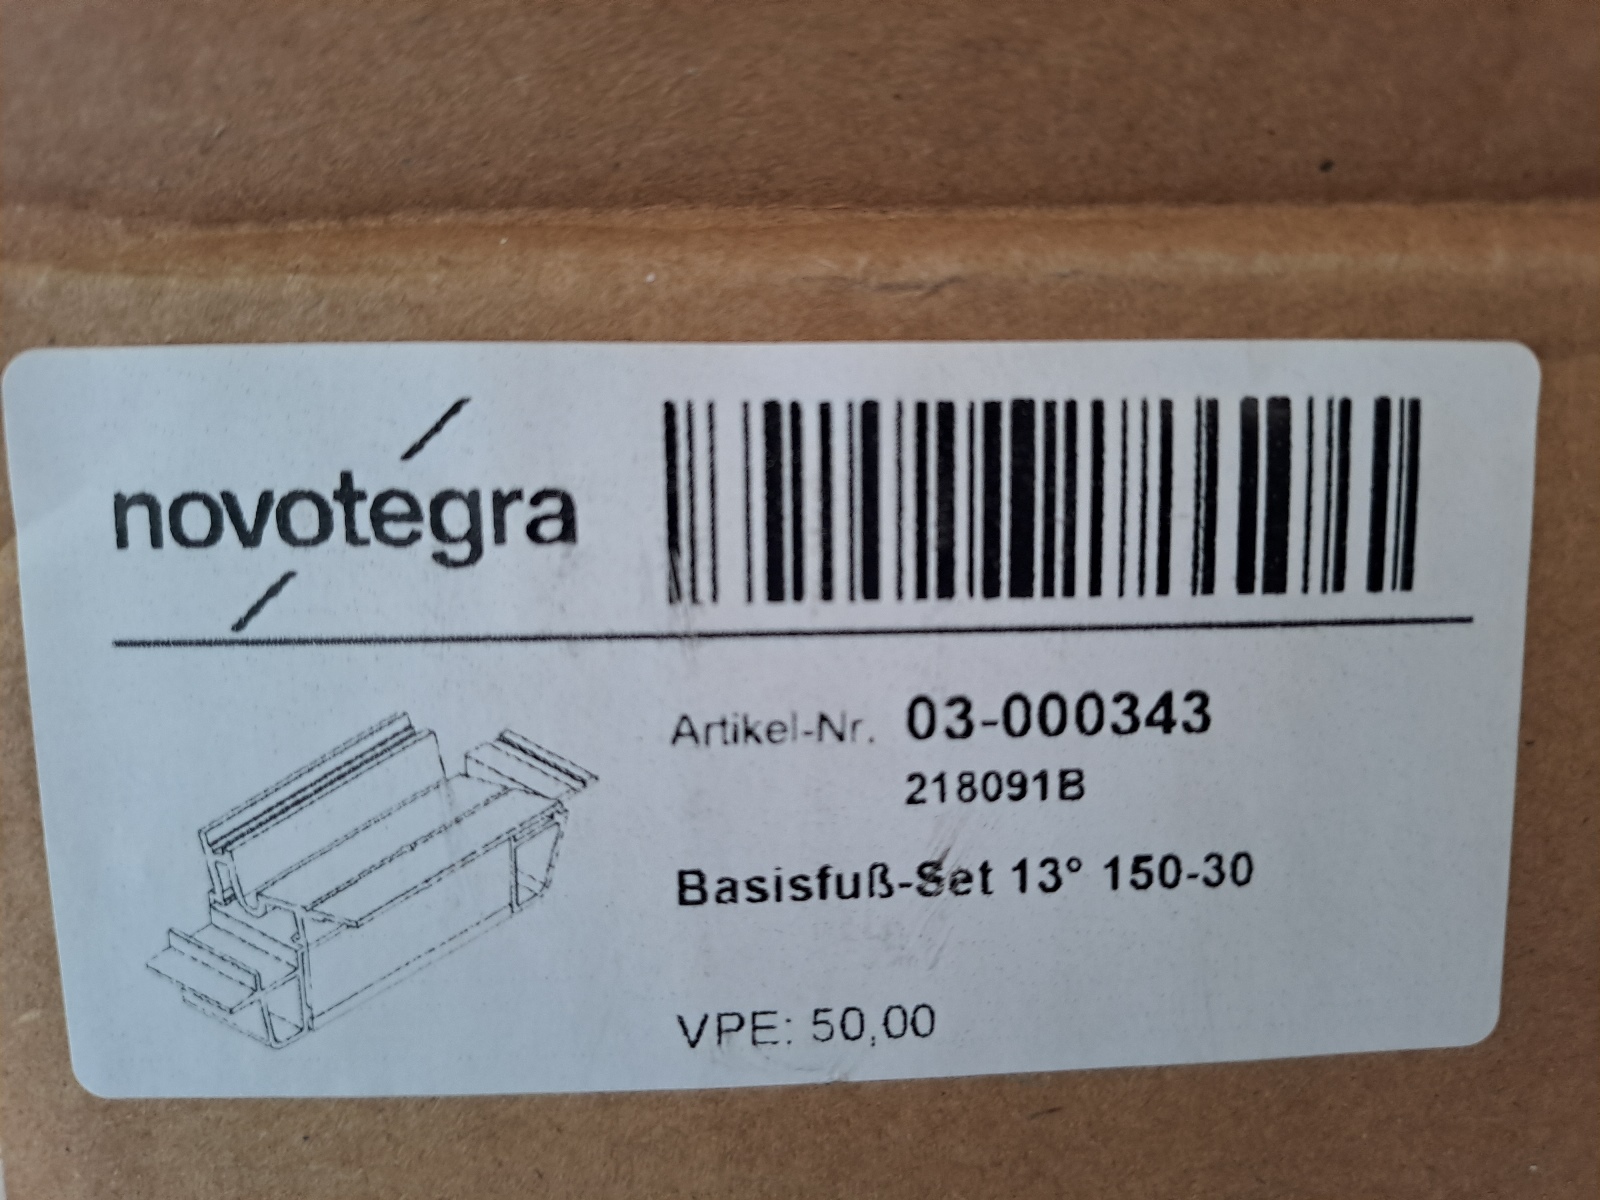 novotegra
Artikel-Nr. 03-000343
218091B
Basisfuß-Set 13° 150-30
VPE: 50,00